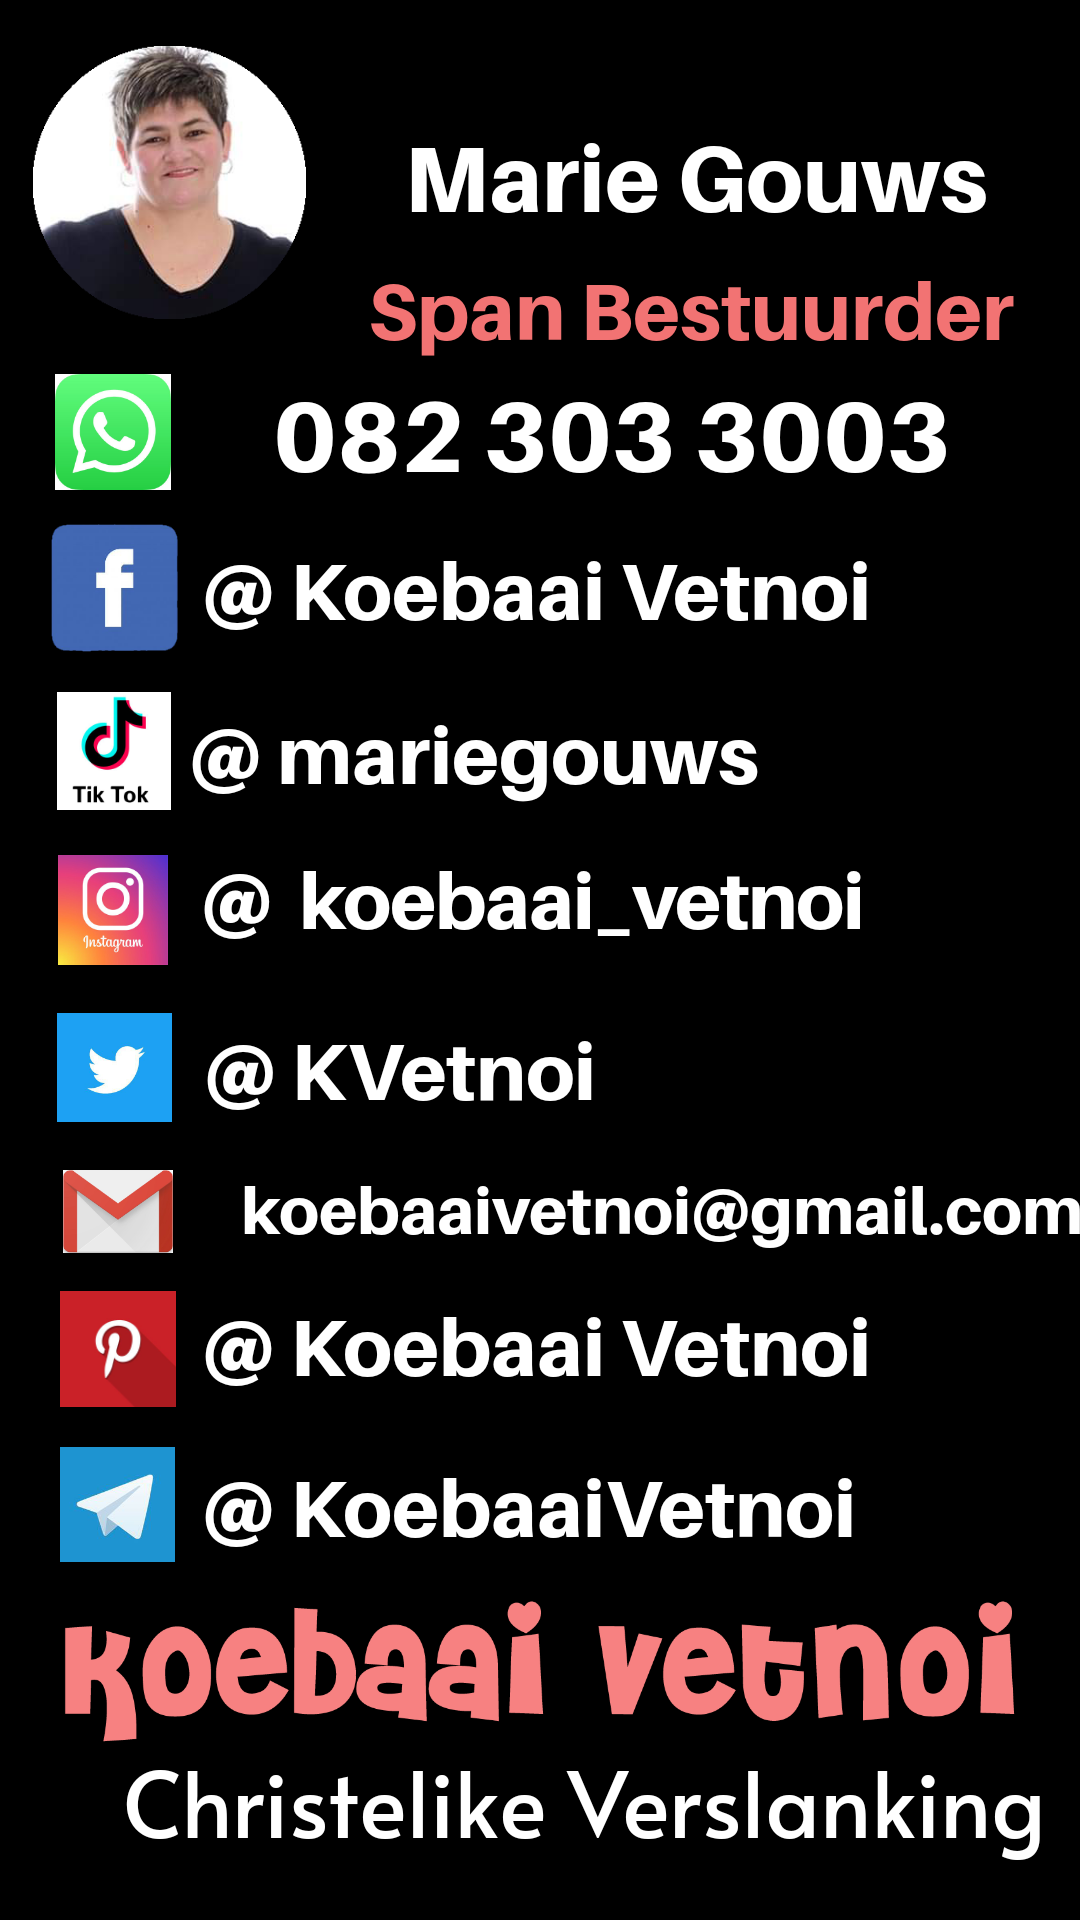 Marie Gouws
Span Bestuurder
082 303 3003
@ Koebaai Vetnoi
Tik Tok
@ mariegouws
@ koebaai_vetnoi
Instagram
@ KVetnoi
koebaaivetnoi@gmail.com
@ Koebaai Vetnoi
@ KoebaaiVetnoi
Koebaai Vetnoi
Christelike Verslanking